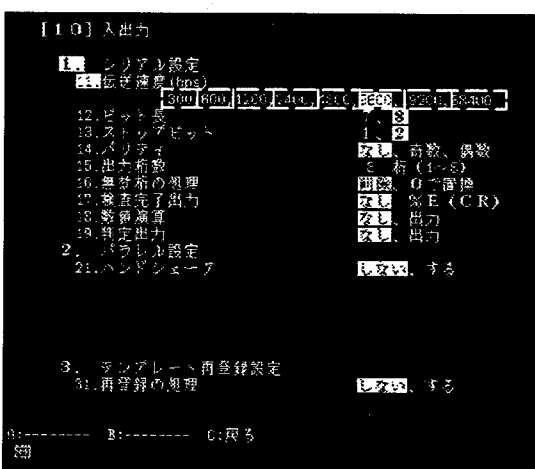 [10] 入出力
1. シリアル設定
11.伝送速度(bps)
300、600、1200、2400、4800、9600、19200、38400
12.ビット長 7、8
13.ストップビット 1、2
14.パリティ なし、奇数、偶数
15.出力桁数 8 桁(1~8)
16.無効桁の処理 削除、0で置換
17.検査完了出力 なし、%E(CR)
18.数値演算 なし、出力
19.判定出力 なし、出力
2. パラレル設定
21.ハンドシェーク しない、する
3. テンプレート再登録設定
31.再登録の処理 しない、する
A:-------- B:-------- C:戻る